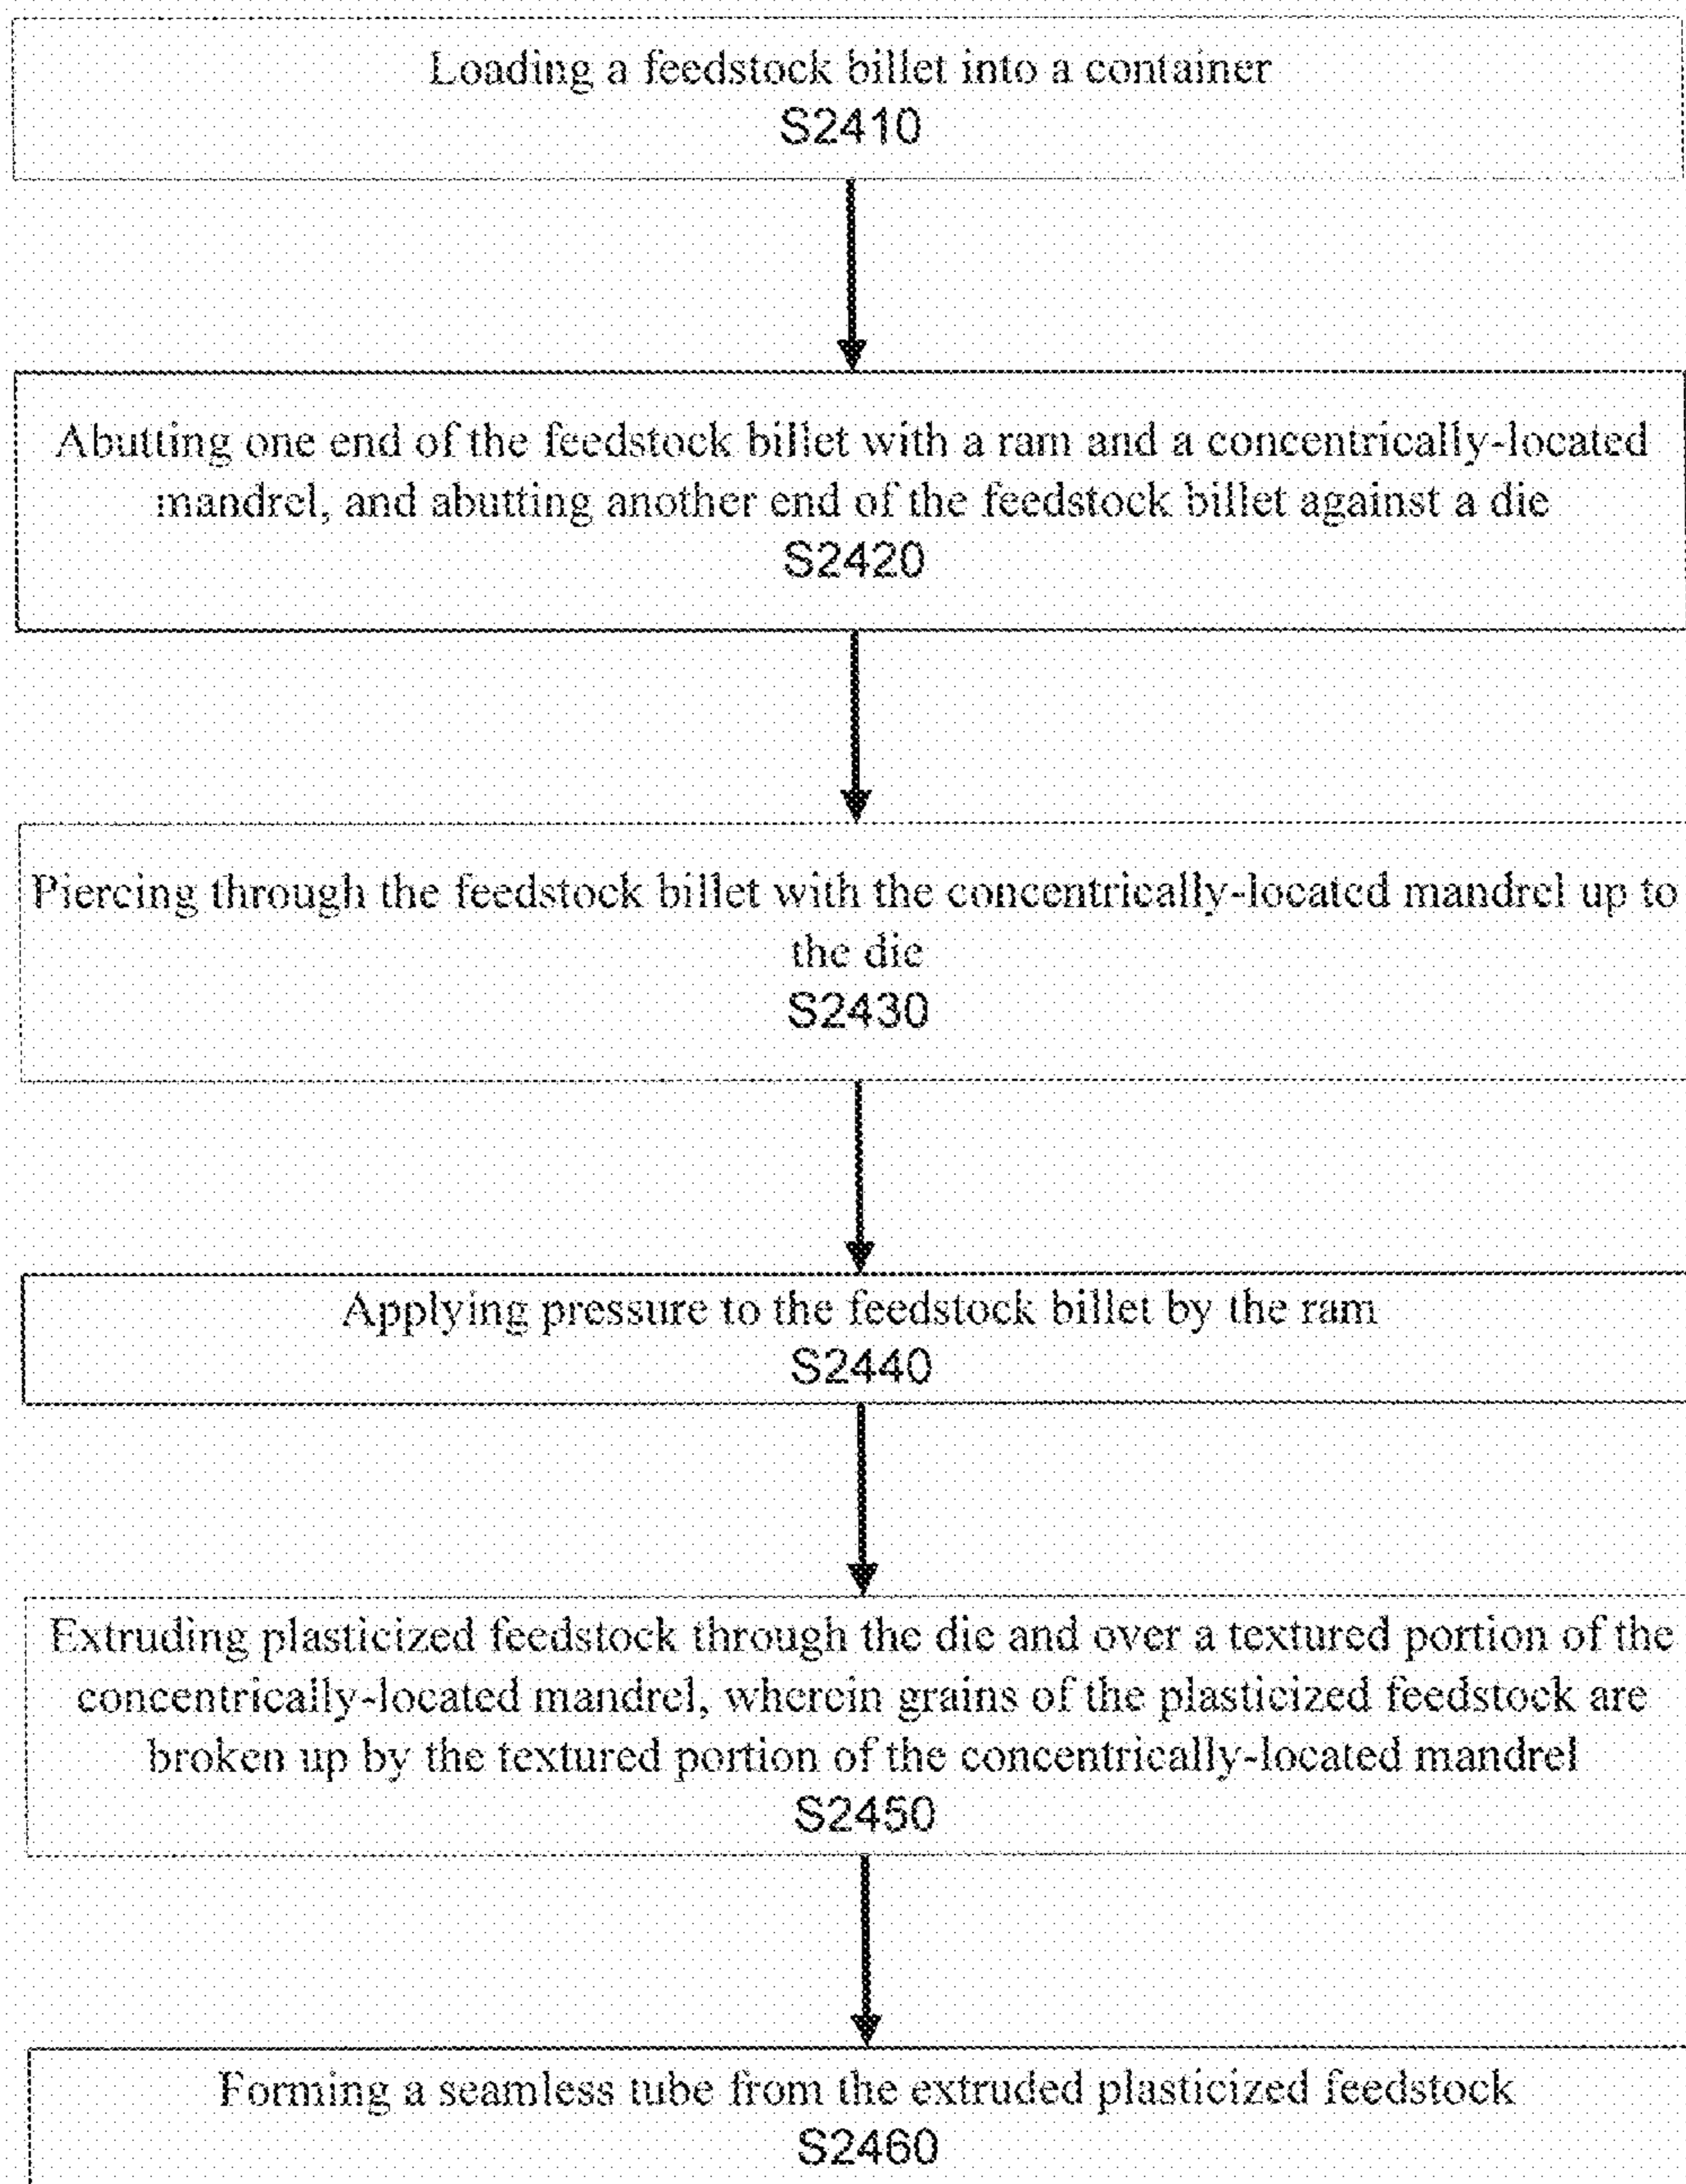 Loading a feedstock billet into a container
S2410
Abutting one end of the feedstock billet with a ram and a concentrically-located
mandrel, and abutting another end of the feedstock billet against a die
S2420
Piercing through the feedstock billet with the concentrically-located mandrel up to
the die
S2430
Applying pressure to the feedstock billet by the ram
S2440
Extruding plasticized feedstock through the die and over a textured portion of the
concentrically-located mandrel, wherein grains of the plasticized feedstock are
broken up by the textured portion of the concentrically-located mandrel
S2450
Forming a seamless tube from the extruded plasticized feedstock
S2460